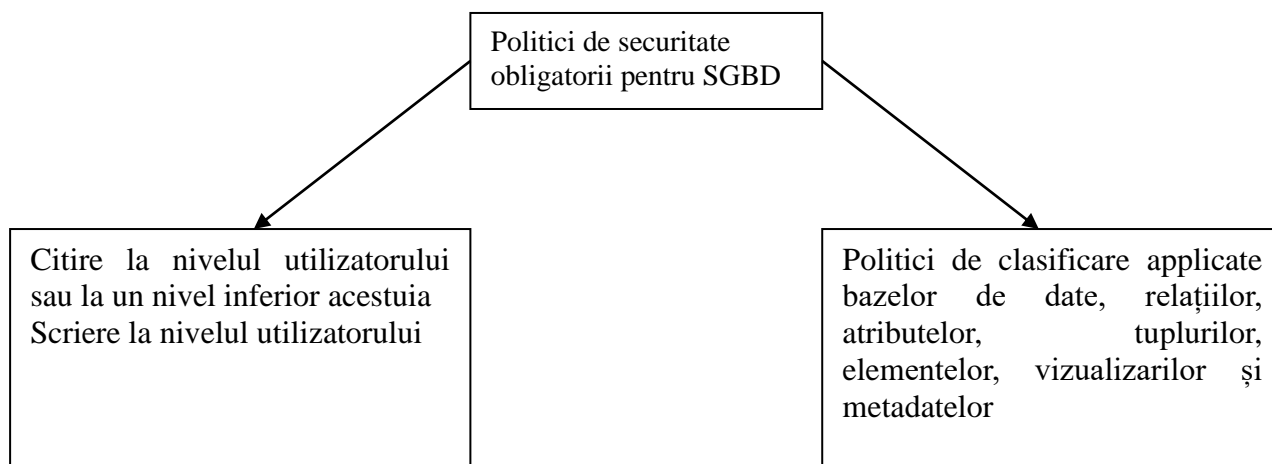 Politici de securitate
obligatorii pentru SGBD
Citire la nivelul utilizatorului
sau la un nivel inferior acestuia
Scriere la nivelul utilizatorului
Politici de clasificare applicate
bazelor de date, relațiilor,
atributelor, tuplurilor,
elementelor, vizualizarilor și
metadatelor